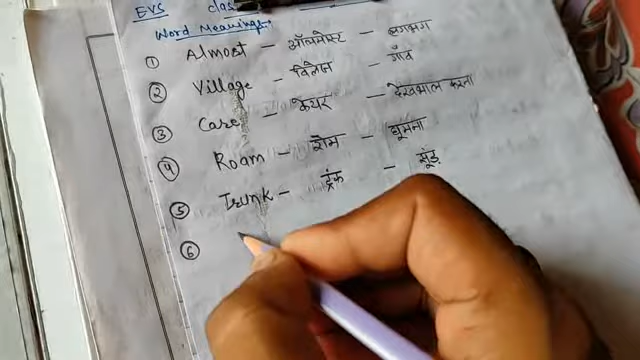 EVS clas
Word Meanings
① Almost - ऑलमोस्ट - लगभग
② Village - विलेज - गाँव
③ Care - केयर - देखभाल करना
④ Roam - रोम - घूमना
⑤ Trunk - ट्रंक - सूंड
⑥